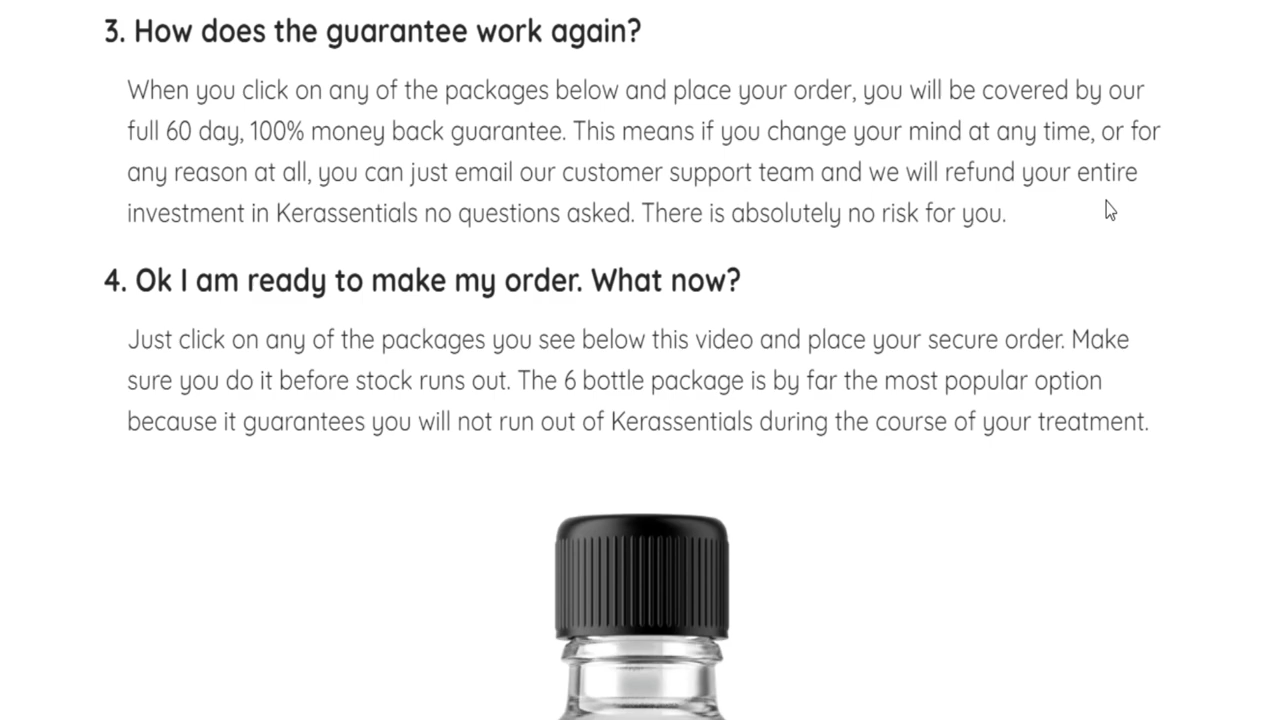 3. How does the guarantee work again?
When you click on any of the packages below and place your order, you will be covered by our
full 60 day, 100% money back guarantee. This means if you change your mind at any time, or for
any reason at all, you can just email our customer support team and we will refund your entire
investment in Kerassentials no questions asked. There is absolutely no risk for you.
4. Ok I am ready to make my order. What now?
Just click on any of the packages you see below this video and place your secure order. Make
sure you do it before stock runs out. The 6 bottle package is by far the most popular option
because it guarantees you will not run out of Kerassentials during the course of your treatment.